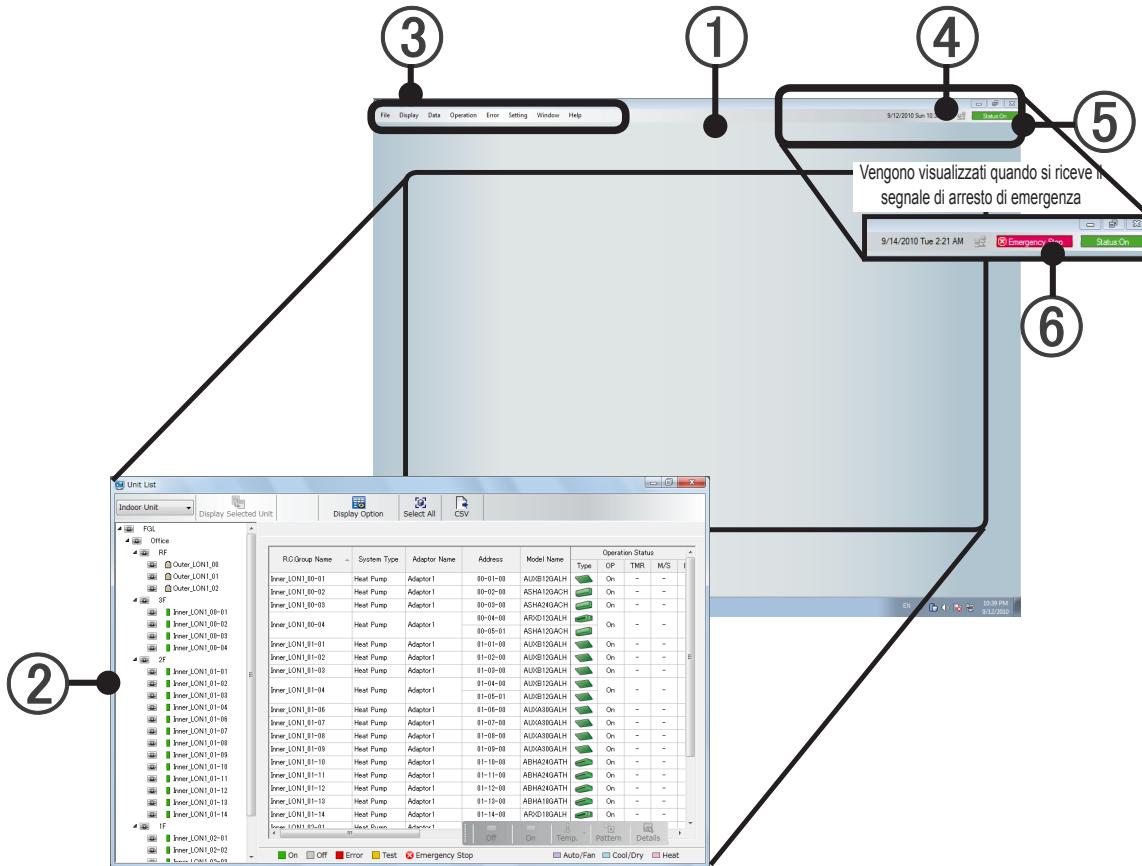 ③ ① ④
File Display Data Operation Error Setting Window Help
9/12/2010 Sun 10:3 Status:On
⑤
Vengono visualizzati quando si riceve il
segnale di arresto di emergenza
9/14/2010 Tue 2:21 AM Emergency Stop Status:On
⑥
EN 10:39 PM
9/12/2010
②
Unit List
Indoor Unit Display Selected Unit Display Option Select All CSV
FGL
Office
RF
Outer_LON1_00
Outer_LON1_01
Outer_LON1_02
3F
Inner_LON1_00-01
Inner_LON1_00-02
Inner_LON1_00-03
Inner_LON1_00-04
2F
Inner_LON1_01-01
Inner_LON1_01-02
Inner_LON1_01-03
Inner_LON1_01-04
Inner_LON1_01-06
Inner_LON1_01-07
Inner_LON1_01-08
Inner_LON1_01-09
Inner_LON1_01-10
Inner_LON1_01-11
Inner_LON1_01-12
Inner_LON1_01-13
Inner_LON1_01-14
1F
Inner_LON1_02-01
Inner_LON1_02-02
R.C.Group Name System Type Adaptor Name Address Model Name Operation Status
Type OP TMR M/S
Inner_LON1_00-01 Heat Pump Adaptor1 00-01-00 AUXB12GALH On - -
Inner_LON1_00-02 Heat Pump Adaptor1 00-02-00 ASHA12GACH On - -
Inner_LON1_00-03 Heat Pump Adaptor1 00-03-00 ASHA24GACH On - -
Inner_LON1_00-04 Heat Pump Adaptor1 00-04-00 ARXD12GALH On - -
00-05-01 ASHA12GACH
Inner_LON1_01-01 Heat Pump Adaptor1 01-01-00 AUXB12GALH On - -
Inner_LON1_01-02 Heat Pump Adaptor1 01-02-00 AUXB12GALH On - -
Inner_LON1_01-03 Heat Pump Adaptor1 01-03-00 AUXB12GALH On - -
Inner_LON1_01-04 Heat Pump Adaptor1 01-04-00 AUXB12GALH On - -
01-05-01 AUXB12GALH
Inner_LON1_01-06 Heat Pump Adaptor1 01-06-00 AUXA30GALH On - -
Inner_LON1_01-07 Heat Pump Adaptor1 01-07-00 AUXA30GALH On - -
Inner_LON1_01-08 Heat Pump Adaptor1 01-08-00 AUXA30GALH On - -
Inner_LON1_01-09 Heat Pump Adaptor1 01-09-00 AUXA30GALH On - -
Inner_LON1_01-10 Heat Pump Adaptor1 01-10-00 ABHA24GATH On - -
Inner_LON1_01-11 Heat Pump Adaptor1 01-11-00 ABHA24GATH On - -
Inner_LON1_01-12 Heat Pump Adaptor1 01-12-00 ABHA24GATH On - -
Inner_LON1_01-13 Heat Pump Adaptor1 01-13-00 ABHA18GATH On - -
Inner_LON1_01-14 Heat Pump Adaptor1 01-14-00 ARXD18GALH On - -
Inner_LON1_02-01 Heat Pump Adaptor1
Off On Temp. Pattern Details
On Off Error Test Emergency Stop Auto/Fan Cool/Dry Heat